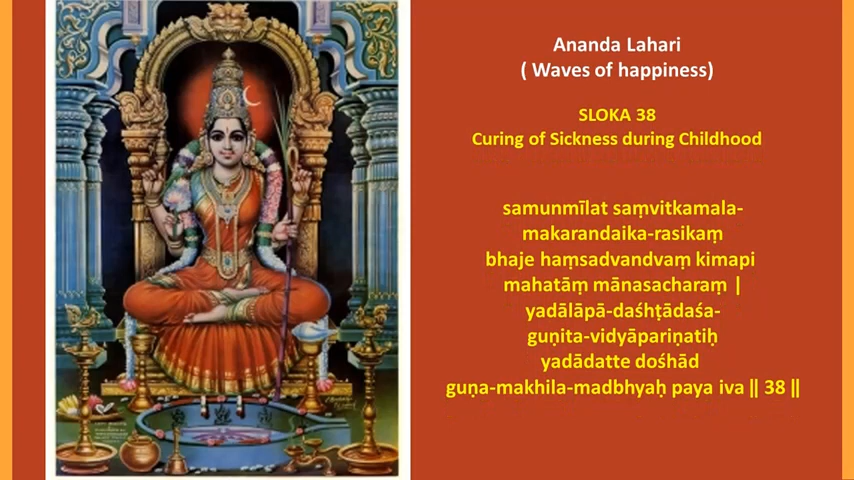 Ananda Lahari
( Waves of happiness)
SLOKA 38
Curing of Sickness during Childhood
samunmīlat saṃvitkamala-
makarandaika-rasikaṃ
bhaje haṃsadvandvaṃ kimapi
mahatāṃ mānasacharaṃ |
yadālāpā-daśhṭādaśa-
guṇita-vidyāpariṇatiḥ
yadādatte dośhād
guṇa-makhila-madbhyaḥ paya iva ‖ 38 ‖